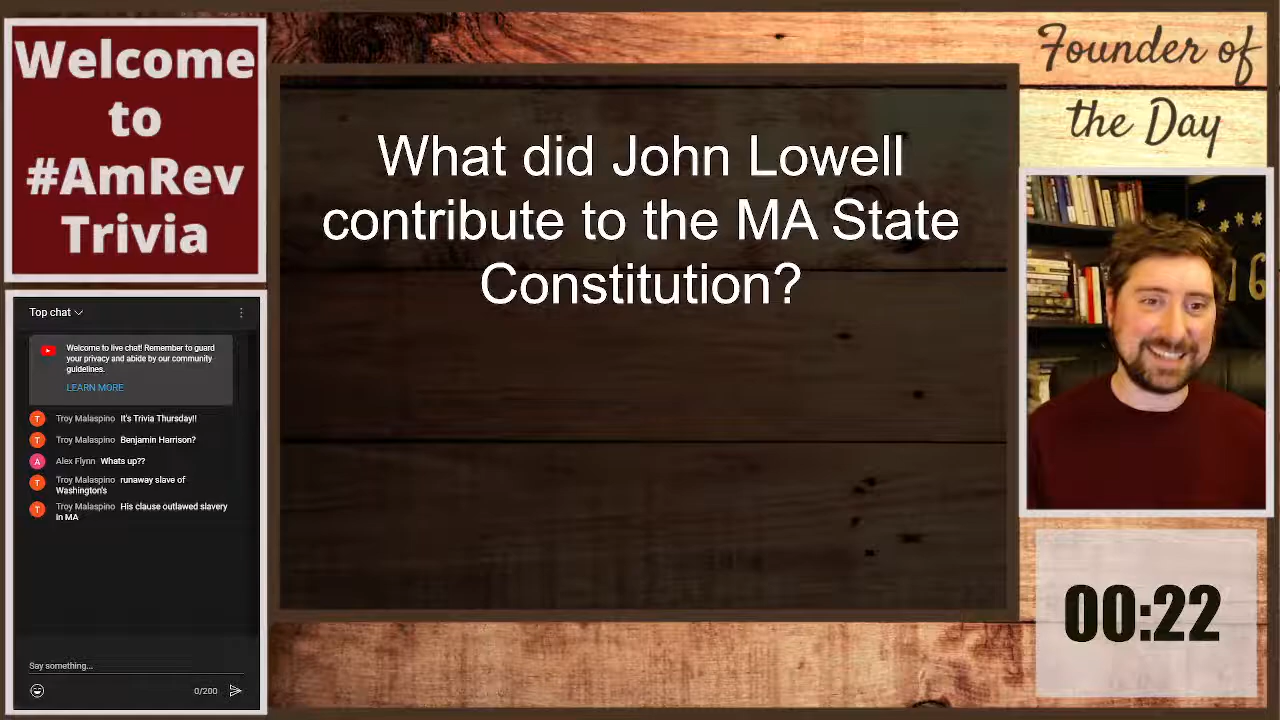 Welcome
to
#AmRev
Trivia
Founder of
the Day
What did John Lowell
contribute to the MA State
Constitution?
Top chat
Welcome to live chat! Remember to guard
your privacy and abide by our community
guidelines.
LEARN MORE
T Troy Malaspino It's Trivia Thursday!!
T Troy Malaspino Benjamin Harrison?
A Alex Flynn Whats up??
T Troy Malaspino runaway slave of
Washington's
T Troy Malaspino His clause outlawed slavery
in MA
Say something...
0/200
00:22